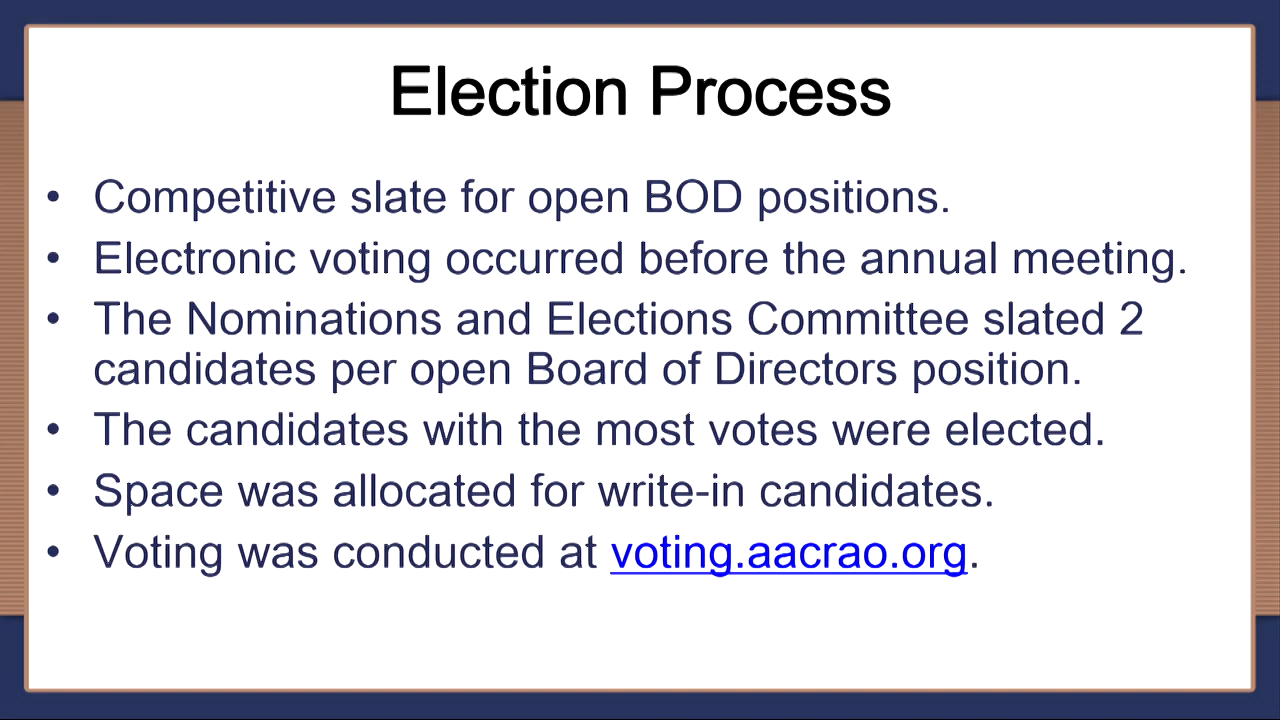 Election Process
• Competitive slate for open BOD positions.
• Electronic voting occurred before the annual meeting.
• The Nominations and Elections Committee slated 2
candidates per open Board of Directors position.
• The candidates with the most votes were elected.
• Space was allocated for write-in candidates.
• Voting was conducted at voting.aacrao.org.